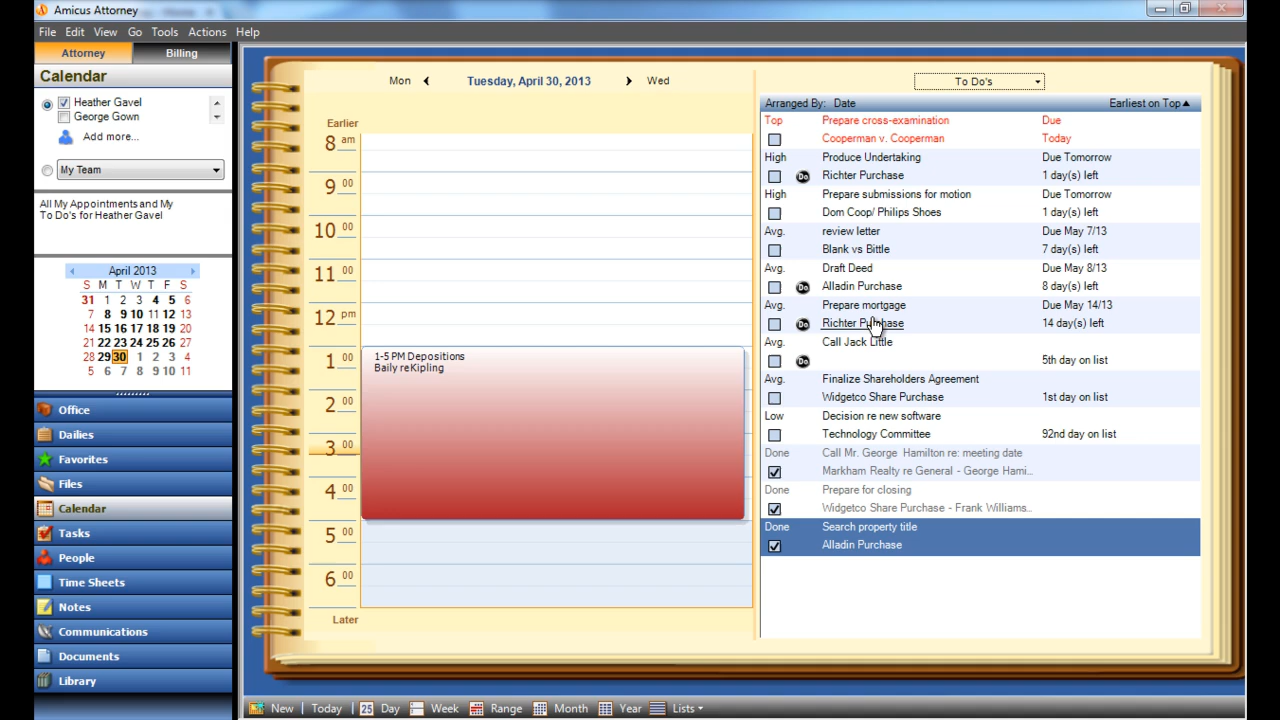 Amicus Attorney
File Edit View Go Tools Actions Help
Attorney Billing
Calendar
Heather Gavel
George Gown
Add more...
My Team
All My Appointments and My
To Do's for Heather Gavel
April 2013
S M T W T F S
31 1 2 3 4 5 6
7 8 9 10 11 12 13
14 15 16 17 18 19 20
21 22 23 24 25 26 27
28 29 30 1 2 3 4
5 6 7 8 9 10 11
Office
Dailies
Favorites
Files
Calendar
Tasks
People
Time Sheets
Notes
Communications
Documents
Library
Mon Tuesday, April 30, 2013 Wed
Earlier
8 am
9 00
10 00
11 00
12 pm
1 00
2 00
3 00
4 00
5 00
6 00
Later
1-5 PM Depositions
Baily reKipling
To Do's
Arranged By: Date Earliest on Top
Top Prepare cross-examination Due
Cooperman v. Cooperman Today
High Produce Undertaking Due Tomorrow
Do Richter Purchase 1 day(s) left
High Prepare submissions for motion Due Tomorrow
Dom Coop/ Philips Shoes 1 day(s) left
Avg. review letter Due May 7/13
Blank vs Bittle 7 day(s) left
Avg. Draft Deed Due May 8/13
Do Alladin Purchase 8 day(s) left
Avg. Prepare mortgage Due May 14/13
Do Richter Purchase 14 day(s) left
Avg. Call Jack Little
Do 5th day on list
Avg. Finalize Shareholders Agreement
Widgetco Share Purchase 1st day on list
Low Decision re new software
Technology Committee 92nd day on list
Done Call Mr. George Hamilton re: meeting date
Markham Realty re General - George Hami...
Done Prepare for closing
Widgetco Share Purchase - Frank Williams...
Done Search property title
Alladin Purchase
New Today 25 Day Week Range Month Year Lists